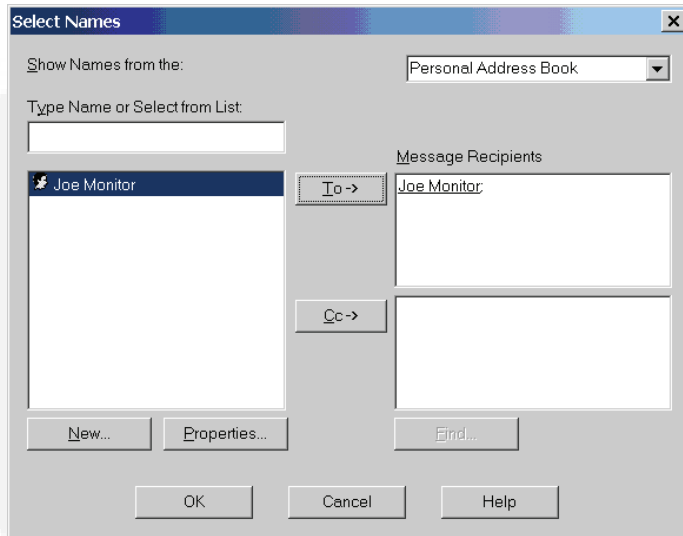 Select Names
Show Names from the:
Personal Address Book
Type Name or Select from List:
Message Recipients
Joe Monitor
To->
Joe Monitor;
Cc->
New...
Properties...
Find...
OK
Cancel
Help